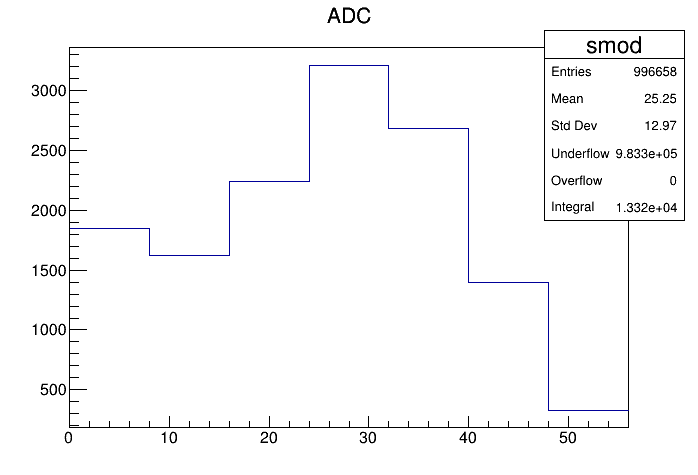 ADC
smod
Entries 996658
Mean 25.25
Std Dev 12.97
Underflow 9.833e+05
Overflow 0
Integral 1.332e+04
3000
2500
2000
1500
1000
500
0 10 20 30 40 50